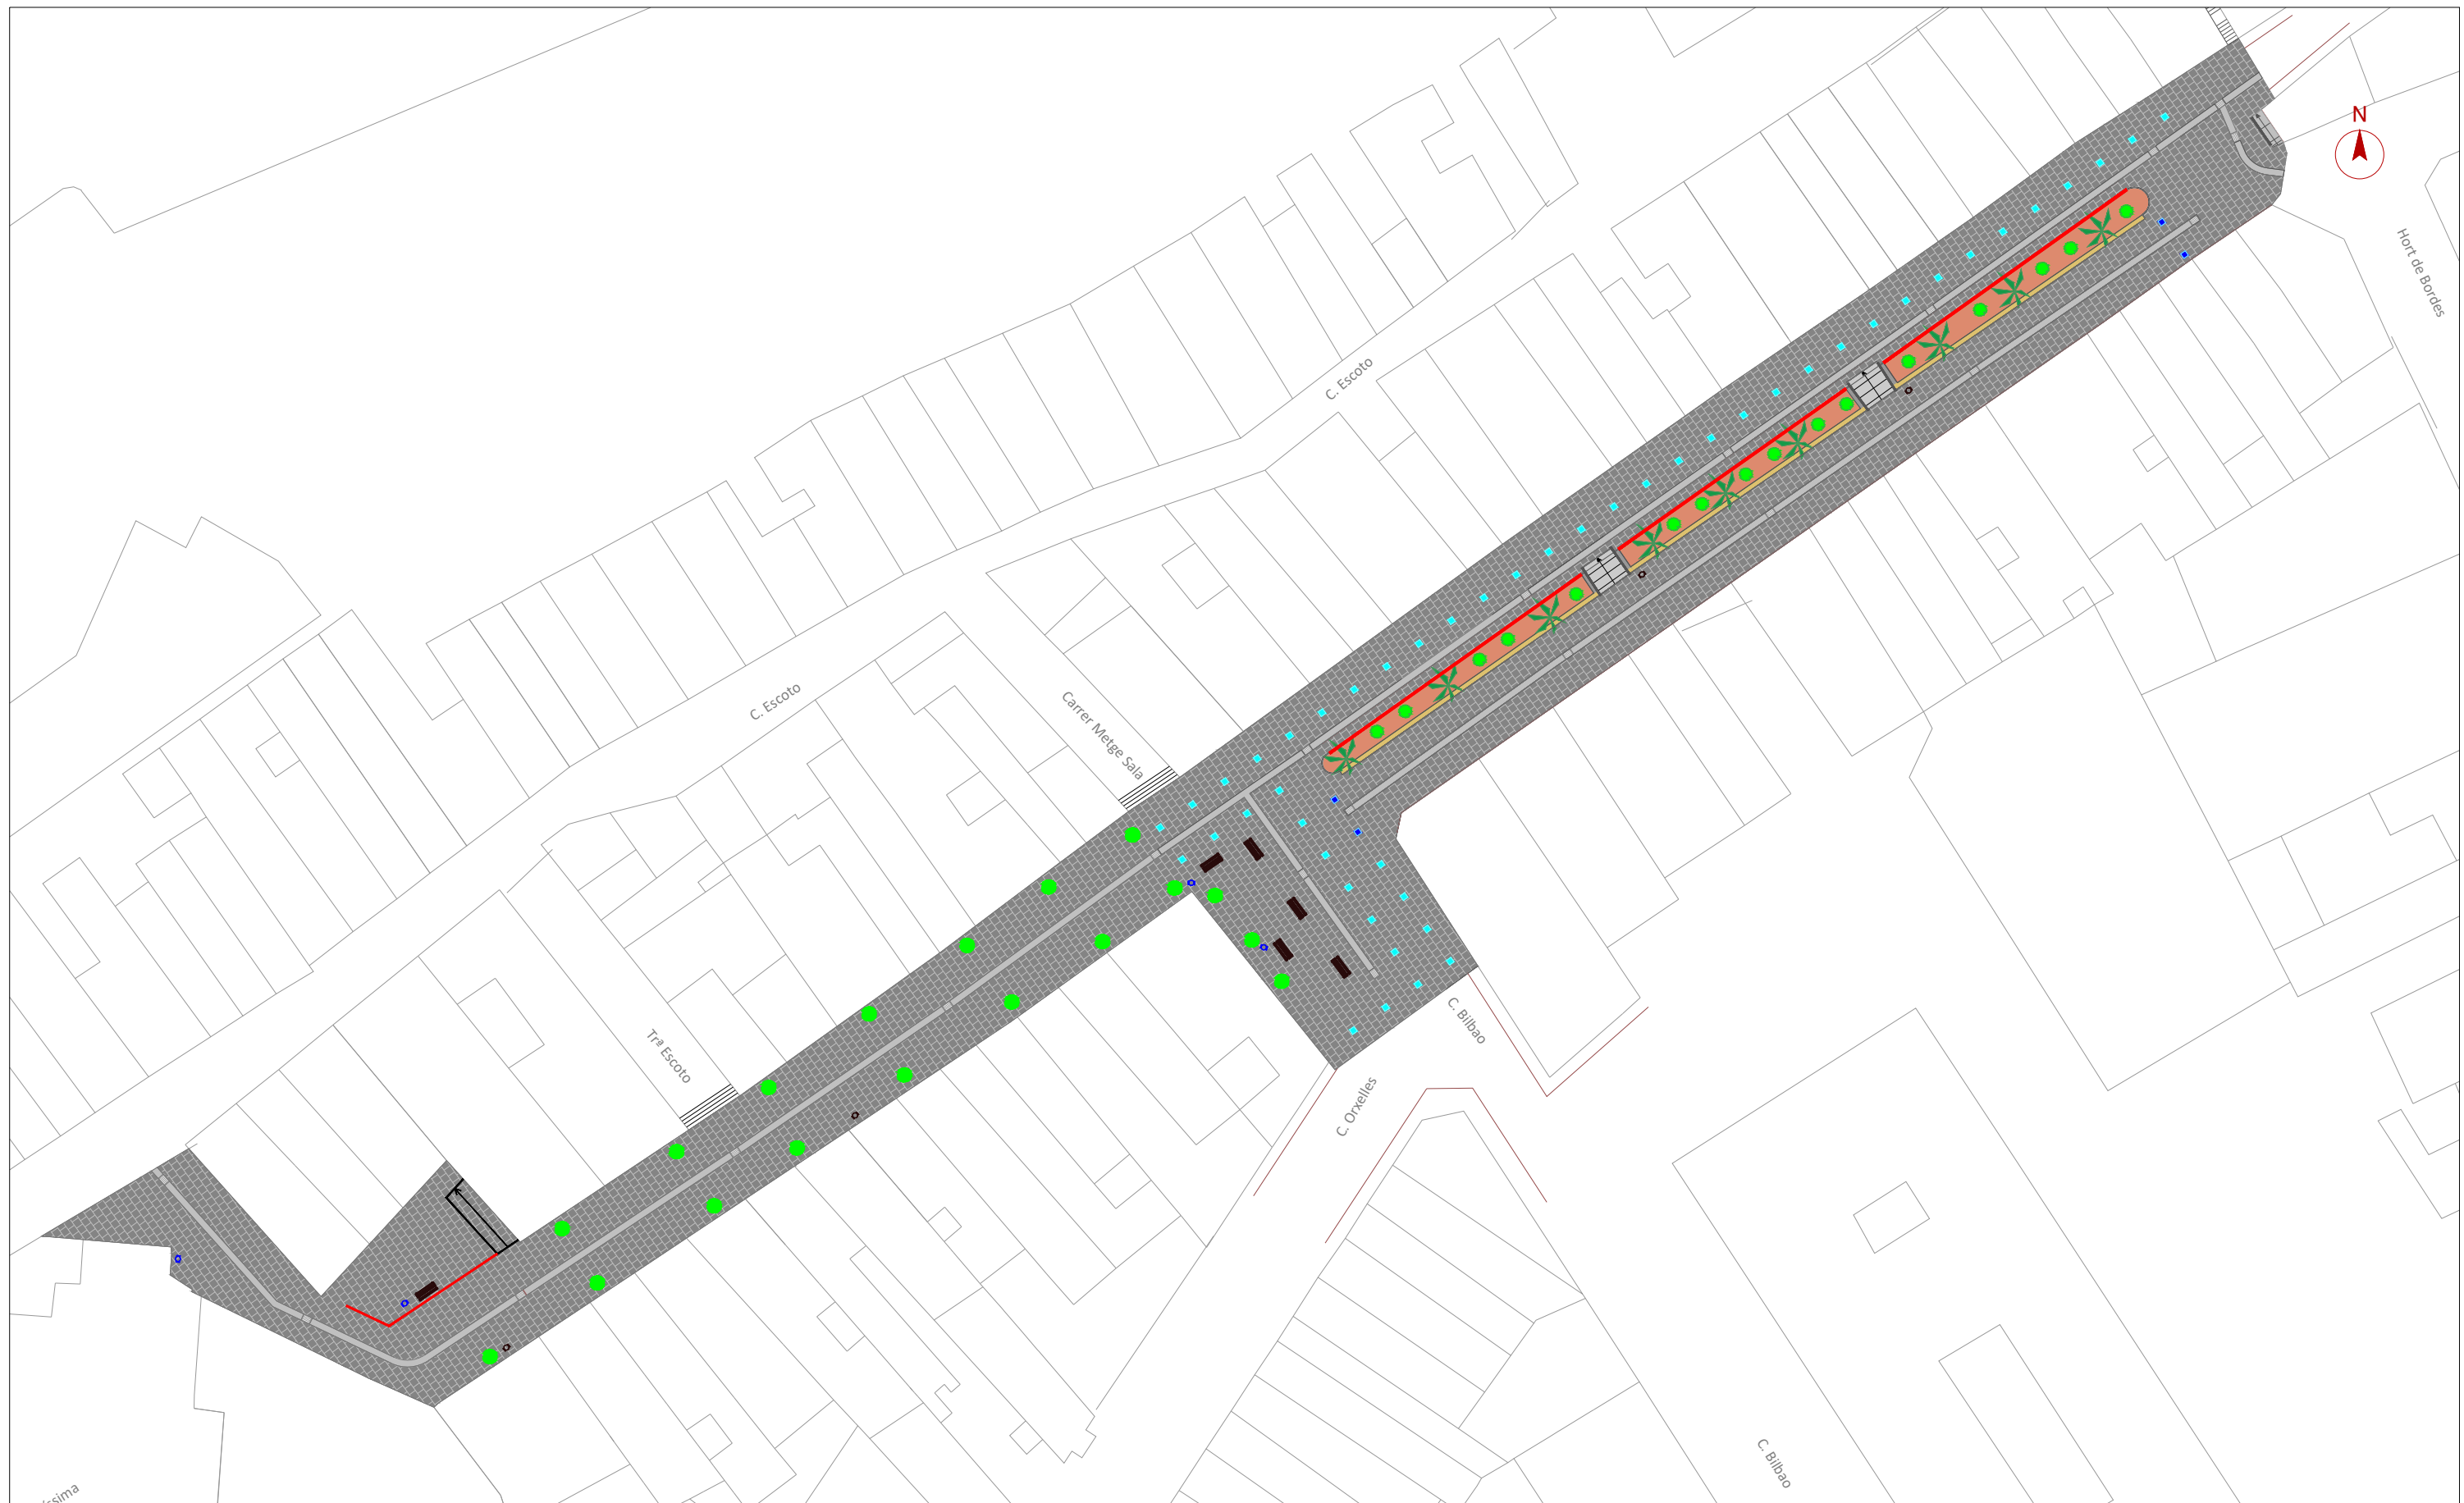 N
Hort de Bordes
C. Escoto
C. Escoto
Carrer Metge Sala
C. Bilbao
Trª Escoto
C. Orxelles
C. Bilbao